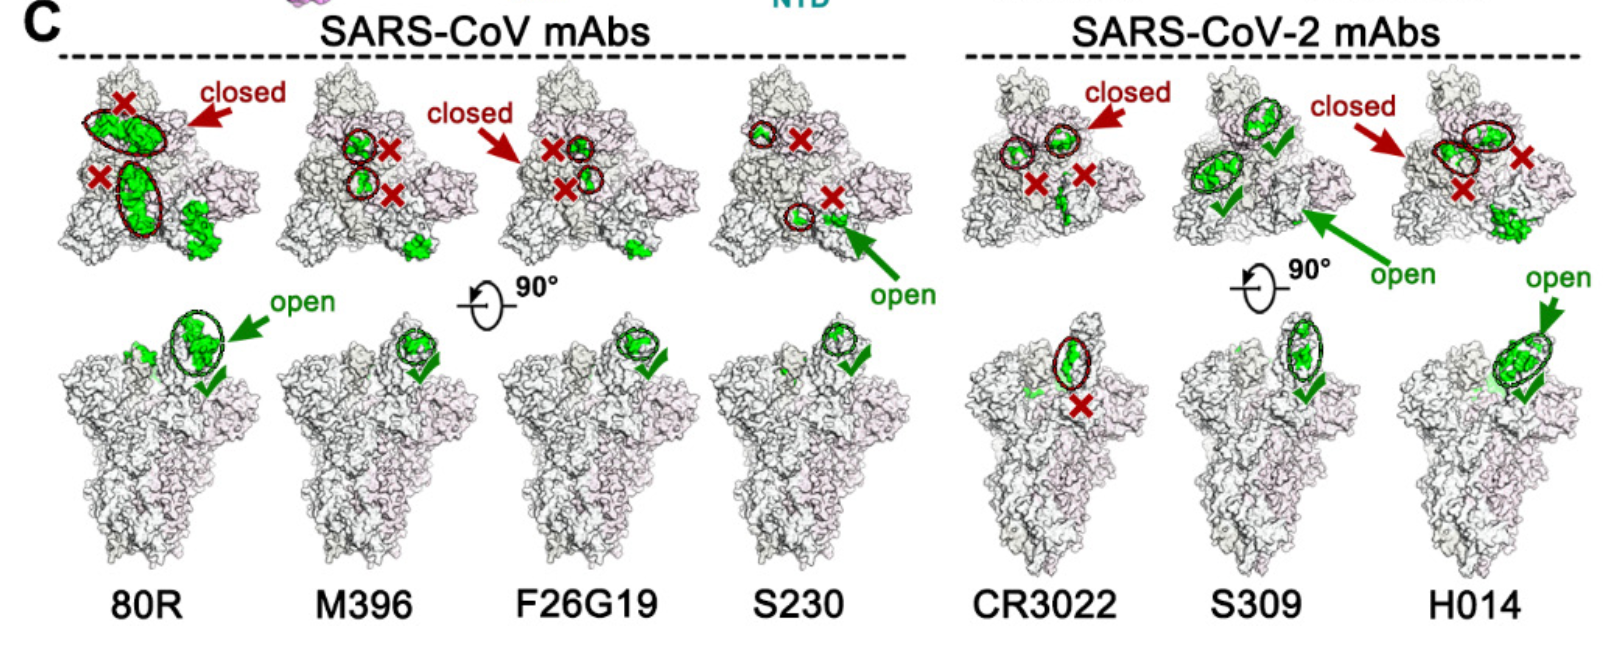 NTD
C
SARS-CoV mAbs
SARS-CoV-2 mAbs
closed
closed
closed
closed
open
open
90°
90°
open
open
80R
M396
F26G19
S230
CR3022
S309
H014